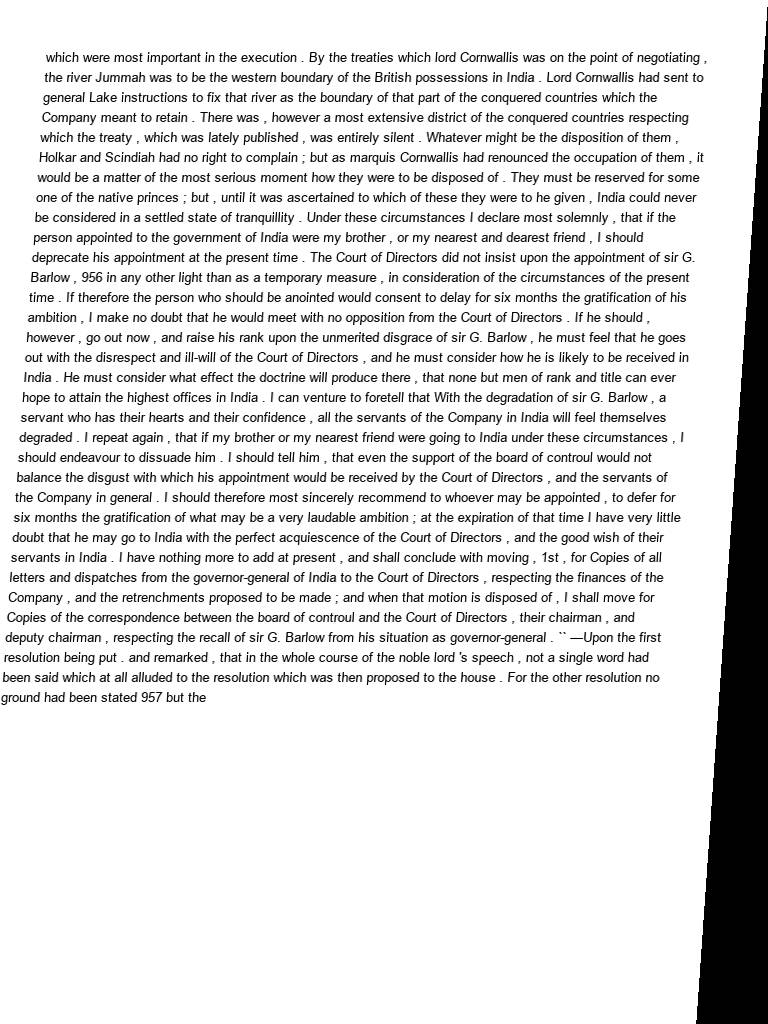 which were most important in the execution . By the treaties which lord Cornwallis was on the point of negotiating ,
the river Jummah was to be the western boundary of the British possessions in India . Lord Cornwallis had sent to
general Lake instructions to fix that river as the boundary of that part of the conquered countries which the
Company meant to retain . There was , however a most extensive district of the conquered countries respecting
which the treaty , which was lately published , was entirely silent . Whatever might be the disposition of them ,
Holkar and Scindiah had no right to complain ; but as marquis Cornwallis had renounced the occupation of them , it
would be a matter of the most serious moment how they were to be disposed of . They must be reserved for some
one of the native princes ; but , until it was ascertained to which of these they were to he given , India could never
be considered in a settled state of tranquillity . Under these circumstances I declare most solemnly , that if the
person appointed to the government of India were my brother , or my nearest and dearest friend , I should
deprecate his appointment at the present time . The Court of Directors did not insist upon the appointment of sir G.
Barlow , 956 in any other light than as a temporary measure , in consideration of the circumstances of the present
time . If therefore the person who should be anointed would consent to delay for six months the gratification of his
ambition , I make no doubt that he would meet with no opposition from the Court of Directors . If he should ,
however , go out now , and raise his rank upon the unmerited disgrace of sir G. Barlow , he must feel that he goes
out with the disrespect and ill-will of the Court of Directors , and he must consider how he is likely to be received in
India . He must consider what effect the doctrine will produce there , that none but men of rank and title can ever
hope to attain the highest offices in India . I can venture to foretell that With the degradation of sir G. Barlow , a
servant who has their hearts and their confidence , all the servants of the Company in India will feel themselves
degraded . I repeat again , that if my brother or my nearest friend were going to India under these circumstances , I
should endeavour to dissuade him . I should tell him , that even the support of the board of controul would not
balance the disgust with which his appointment would be received by the Court of Directors , and the servants of
the Company in general . I should therefore most sincerely recommend to whoever may be appointed , to defer for
six months the gratification of what may be a very laudable ambition ; at the expiration of that time I have very little
doubt that he may go to India with the perfect acquiescence of the Court of Directors , and the good wish of their
servants in India . I have nothing more to add at present , and shall conclude with moving , 1st , for Copies of all
letters and dispatches from the governor-general of India to the Court of Directors , respecting the finances of the
Company , and the retrenchments proposed to be made ; and when that motion is disposed of , I shall move for
Copies of the correspondence between the board of controul and the Court of Directors , their chairman , and
deputy chairman , respecting the recall of sir G. Barlow from his situation as governor-general . `` —Upon the first
resolution being put . and remarked , that in the whole course of the noble lord 's speech , not a single word had
been said which at all alluded to the resolution which was then proposed to the house . For the other resolution no
ground had been stated 957 but the